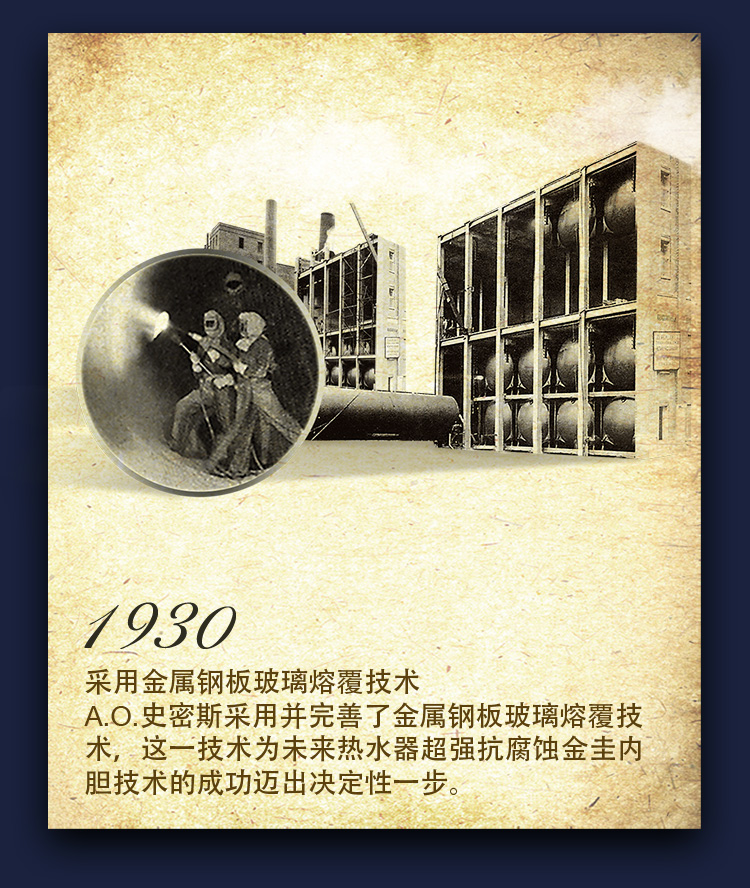 1930
采用金属钢板玻璃熔覆技术
A.O.史密斯采用并完善了金属钢板玻璃熔覆技
术，这一技术为未来热水器超强抗腐蚀金圭内
胆技术的成功迈出决定性一步。